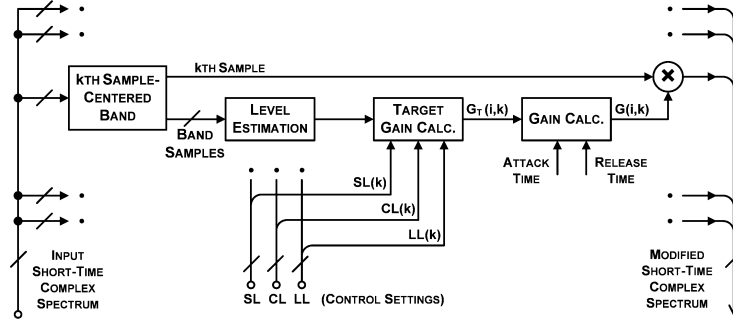 KTH SAMPLE
KTH SAMPLE-
CENTERED
BAND
BAND
SAMPLES
LEVEL
ESTIMATION
TARGET
GAIN CALC.
GT(i,k)
GAIN CALC.
G(i,k)
ATTACK
TIME
RELEASE
TIME
SL(k)
CL(k)
LL(k)
INPUT
SHORT-TIME
COMPLEX
SPECTRUM
SL CL LL (CONTROL SETTINGS)
MODIFIED
SHORT-TIME
COMPLEX
SPECTRUM